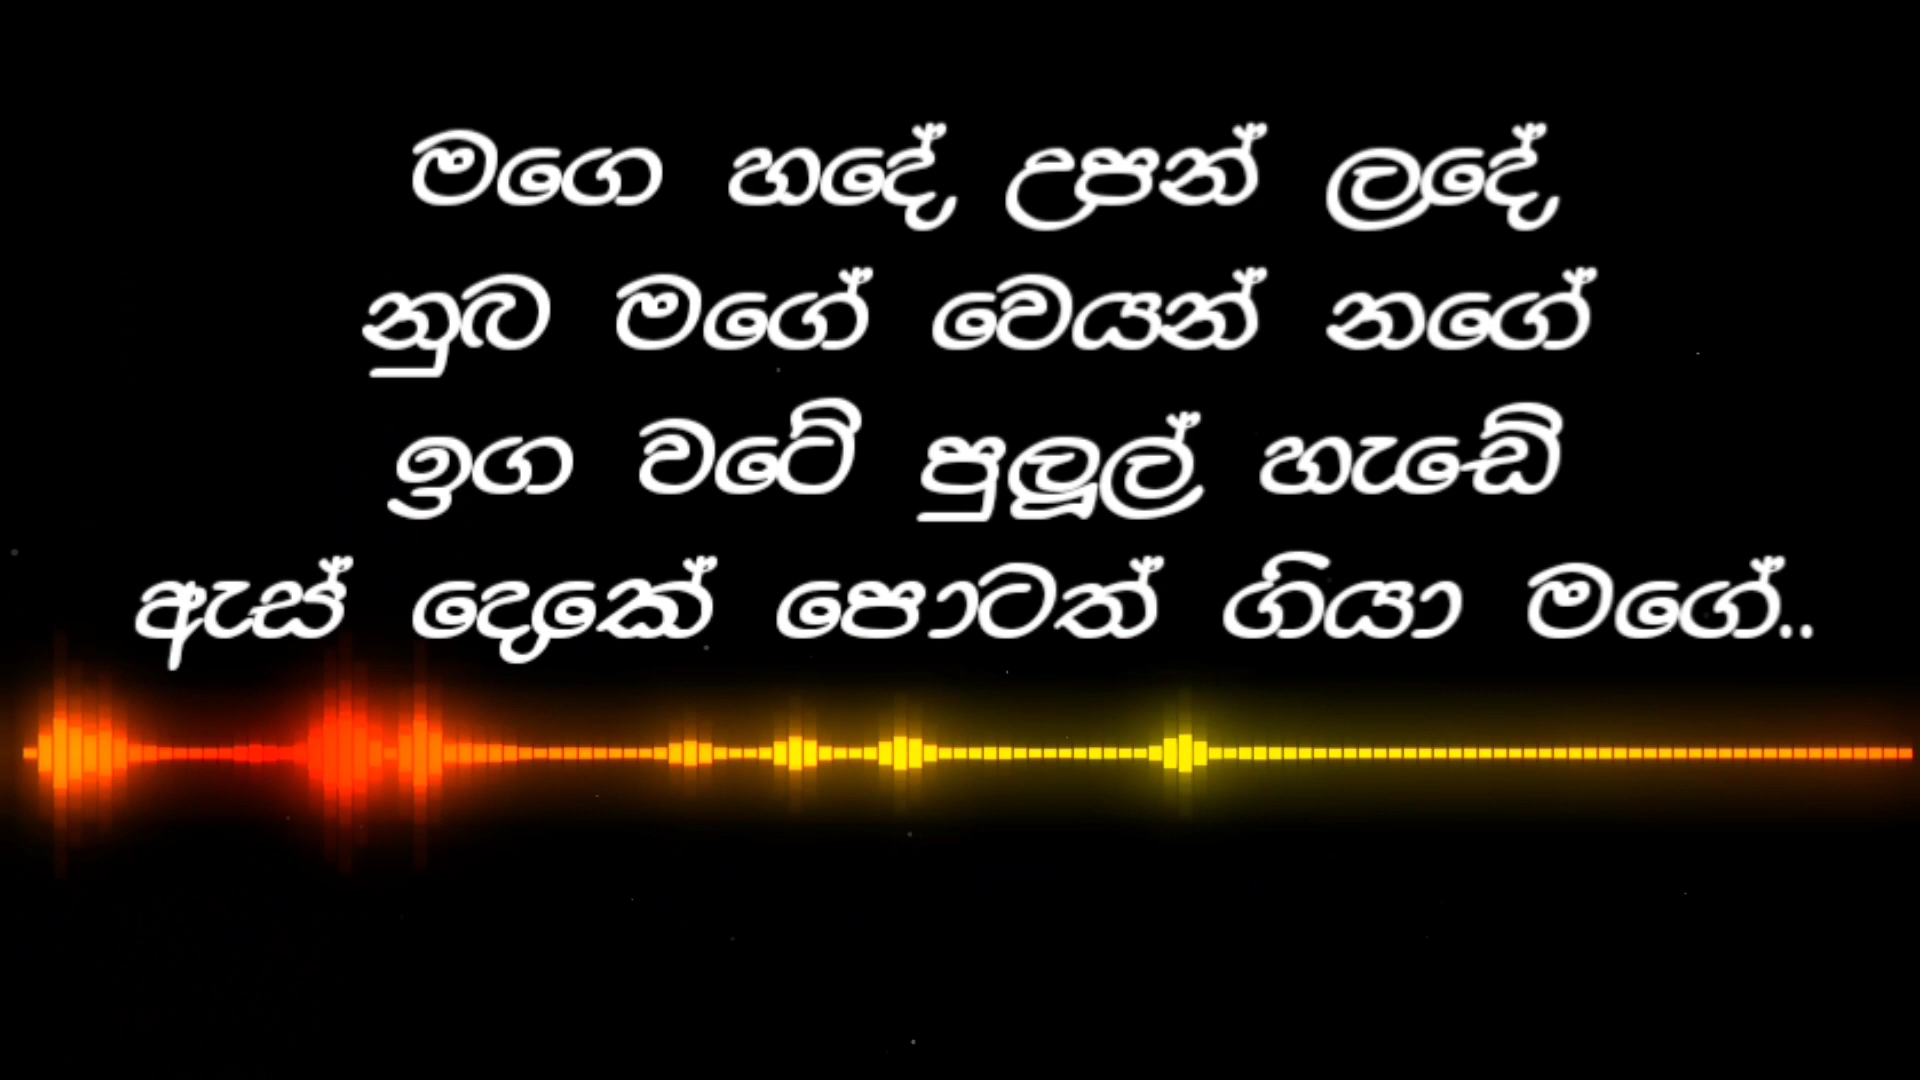 මගෙ හදේ උපන් ලදේ
නුබ මගේ වෙයන් නගේ
ඉග වටේ පුලූල් හැඩේ
ඇස් දෙකේ පොටත් ගියා මගේ..